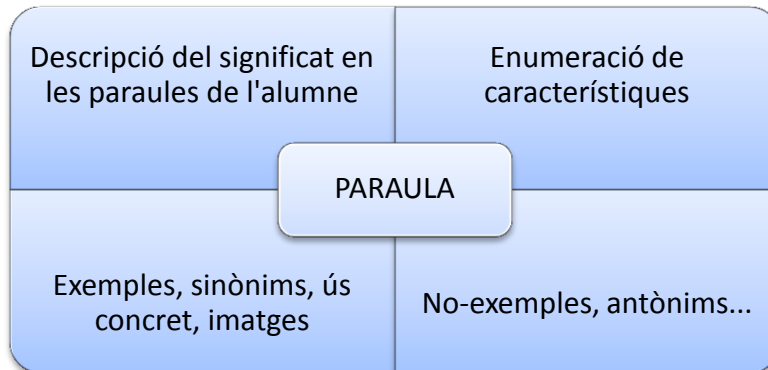 Descripció del significat en
les paraules de l'alumne
Enumeració de
característiques
PARAULA
Exemples, sinònims, ús
concret, imatges
No-exemples, antònims...